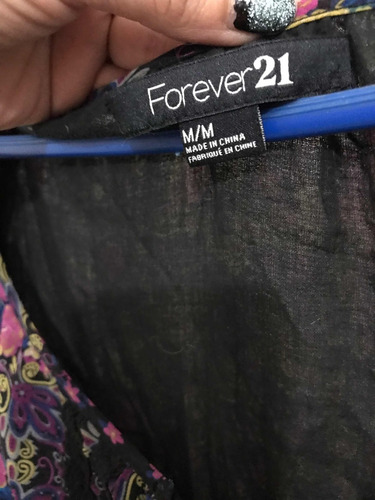 Forever21
M/M
MADE IN CHINA
FABRIQUÉ EN CHINE